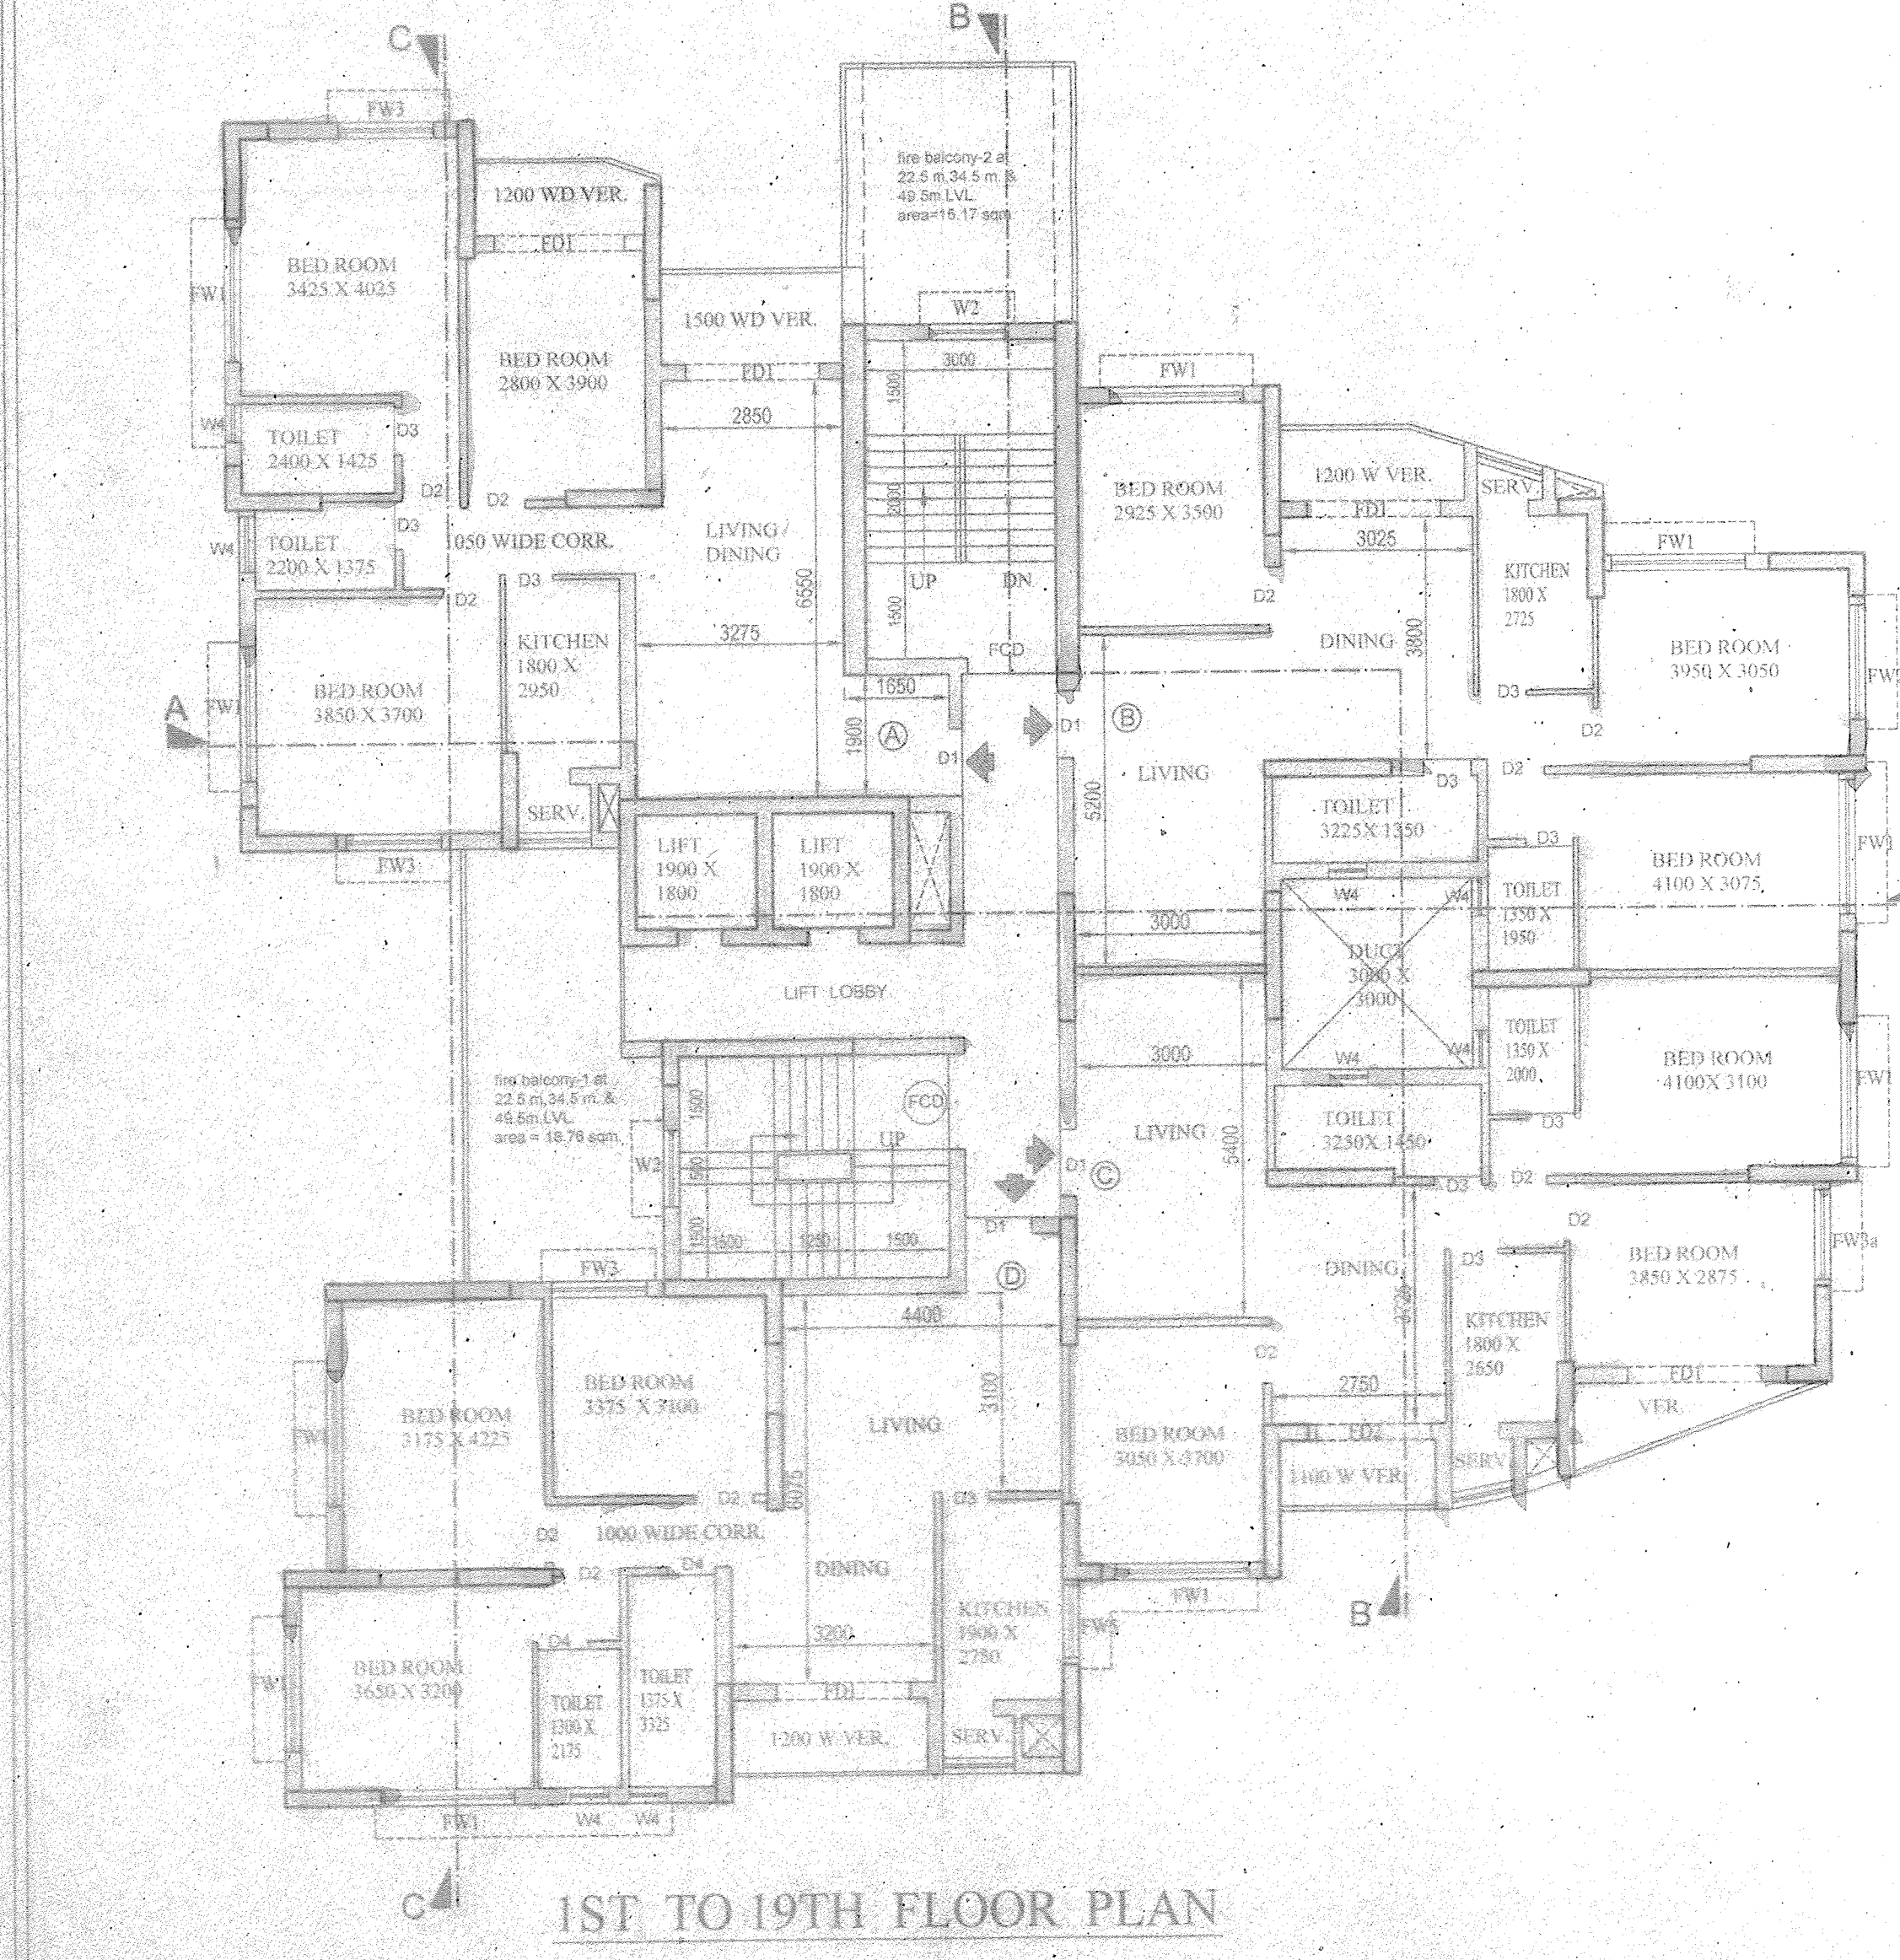 C
B
FW3
1200 WD VER.
FD1
BED ROOM
3425 X 4025
FW1
BED ROOM
2800 X 3900
fire balcony-2 at
22.5 m,34.5 m. &
49.5m LVL.
area=15.17 sqm
1500 WD VER.
FD1
2850
W2
3000
1500
2000
UP
DN
1500
FCD
W4
TOILET
2400 X 1425
D3
D2
D2
D3
W4
TOILET
2200 X 1375
1050 WIDE CORR.
D3
D2
LIVING /
DINING
6550
3275
KITCHEN
1800 X
2950
BED ROOM
3850 X 3700
FW1
A
1650
1900
A
D1
D1
B
SERV.
FW3
LIFT
1900 X
1800
LIFT
1900 X
1800
LIFT LOBBY
FW1
BED ROOM
2925 X 3500
1200 W VER.
FD1
3025
SERV.
D2
DINING
3800
KITCHEN
1800 X
2725
D3
FW1
BED ROOM
3950 X 3050
D2
LIVING
5200
3000
TOILET
3225X 1350
D3
D2
D3
W4
W4
DUCT
3000 X
3000
TOILET
1350 X
1950
BED ROOM
4100 X 3075
FW1
W4
W4
TOILET
1350 X
2000
BED ROOM
4100X 3100
FW1
3000
LIVING
5400
TOILET
3250X 1450
D3
D3
D2
D2
fire balcony-1 at
22.5 m,34.5 m. &
49.5m LVL.
area = 18.76 sqm.
W2
1500
500
1500
FCD
UP
1500
1250
1500
D1
C
D1
D
FW3
4400
3100
BED ROOM
3375 X 3100
BED ROOM
3175 X 4225
LIVING
6075
D2
D2
1000 WIDE CORR.
D2
D4
DINING
D3
3200
KITCHEN
1900 X
2780
FD1
1200 W VER.
SERV.
BED ROOM
3650 X 3200
FW1
D4
TOILET
1300 X
2175
TOILET
1375 X
3325
FW1
W4
W4
DINING
D3
KITCHEN
1800 X
2650
BED ROOM
3850 X 2875
FW3a
FD1
VER.
D2
2750
FD2
1100 W VER.
SERV.
BED ROOM
3050 X 3700
FW1
B
C
1ST TO 19TH FLOOR PLAN